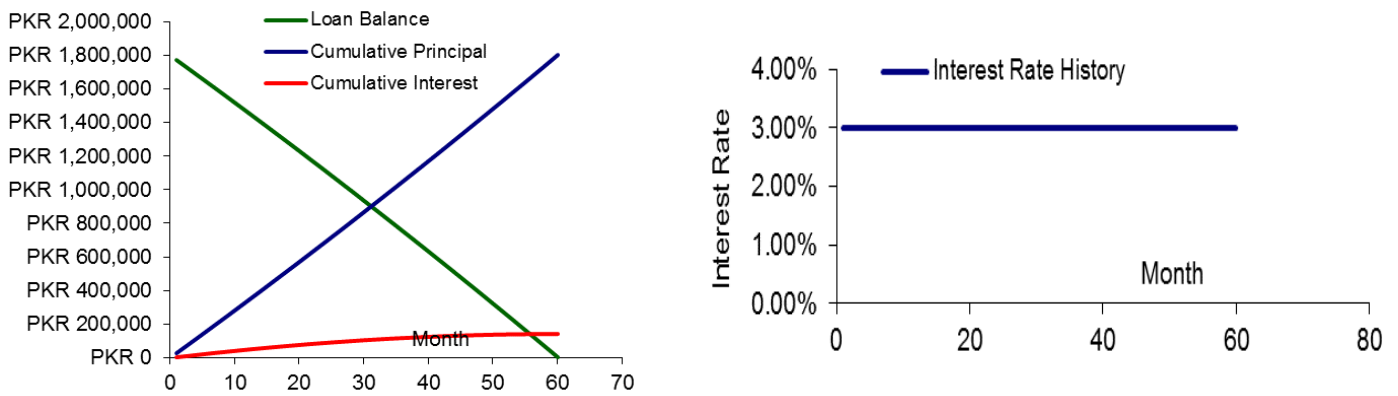 PKR 2,000,000
PKR 1,800,000
PKR 1,600,000
PKR 1,400,000
PKR 1,200,000
PKR 1,000,000
PKR 800,000
PKR 600,000
PKR 400,000
PKR 200,000
PKR 0
Loan Balance
Cumulative Principal
Cumulative Interest
Month
0 10 20 30 40 50 60 70
Interest Rate
4.00%
3.00%
2.00%
1.00%
0.00%
Interest Rate History
Month
0 20 40 60 80